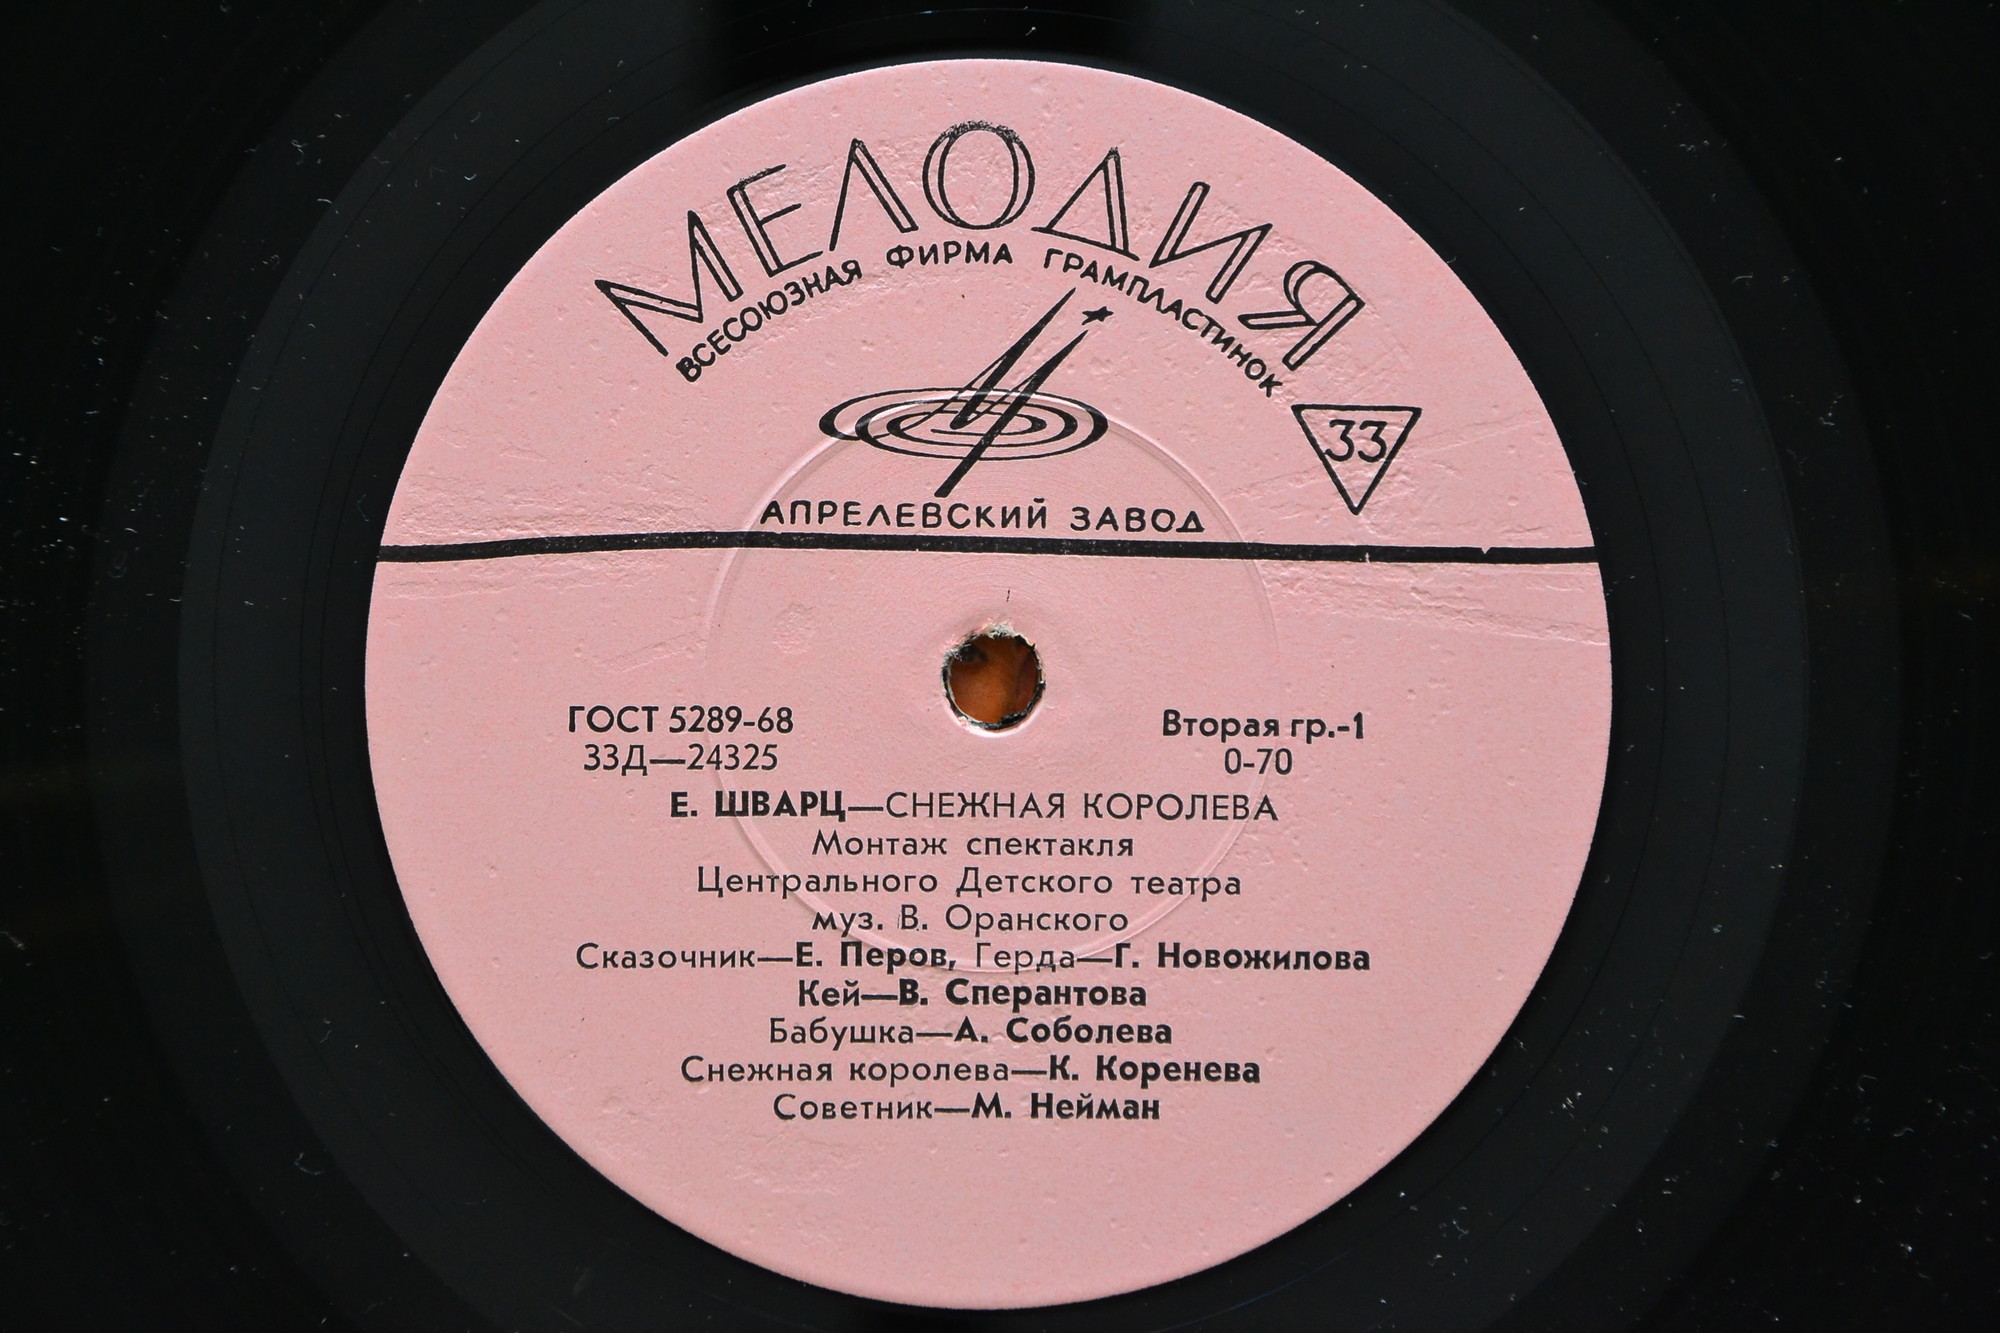 МЕЛОДИЯ
ВСЕСОЮЗНАЯ ФИРМА ГРАМПЛАСТИНОК
33
АПРЕЛЕВСКИЙ ЗАВОД
ГОСТ 5289-68
Вторая гр.-1
33Д—24325
0-70
Е. ШВАРЦ—СНЕЖНАЯ КОРОЛЕВА
Монтаж спектакля
Центрального Детского театра
муз. В. Оранского
Сказочник—Е. Перов, Герда—Г. Новожилова
Кей—В. Сперантова
Бабушка—А. Соболева
Снежная королева—К. Коренева
Советник—М. Нейман